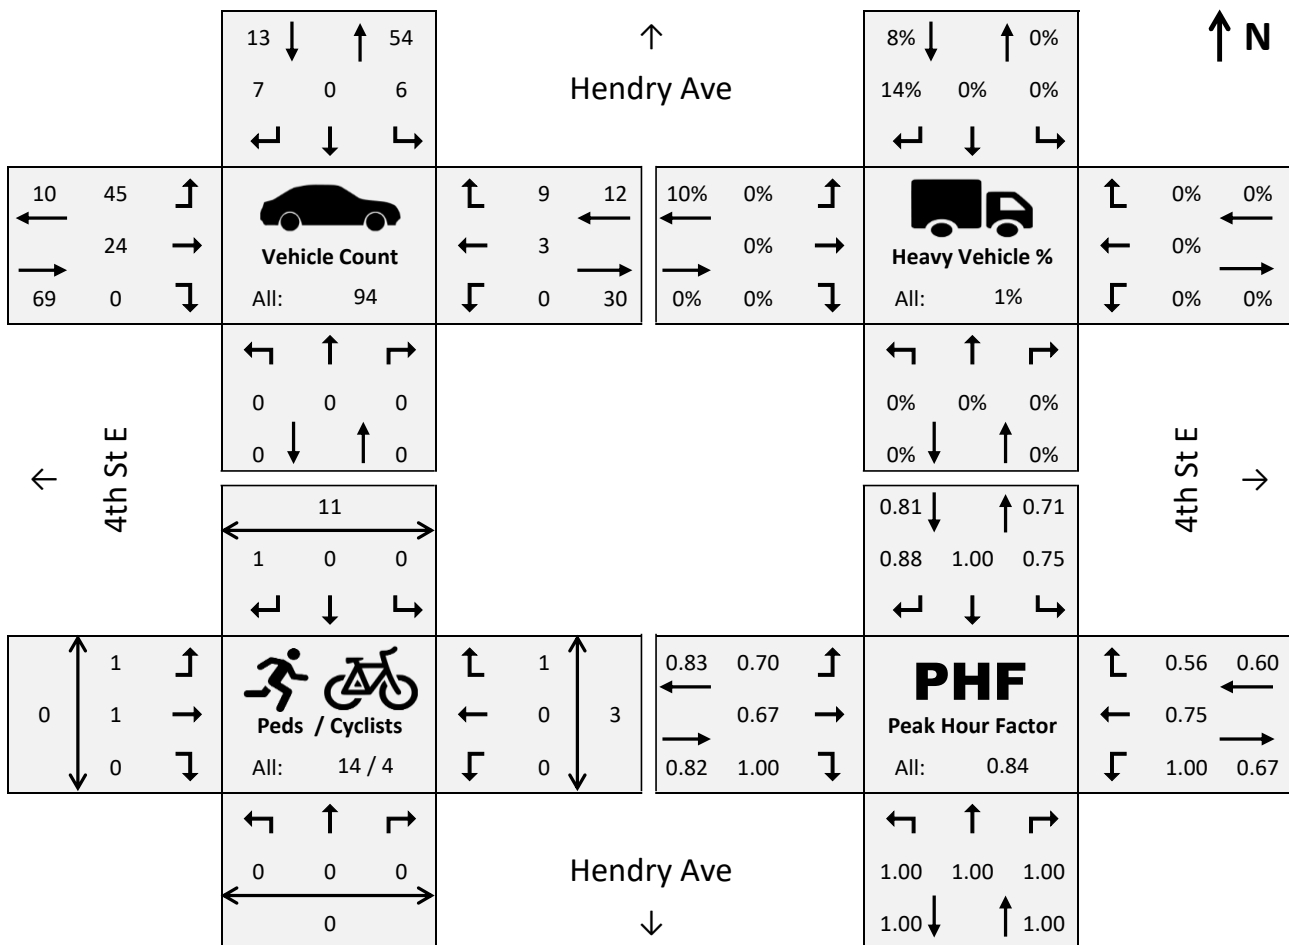 13 54 8% 0% N
Hendry Ave
7 0 6 14% 0% 0%
10 45 9 12 10% 0% 0% 0%
24 3 0% 0%
Vehicle Count Heavy Vehicle %
69 0 All: 94 0 30 0% 0% All: 1% 0% 0%
0 0 0 0% 0% 0%
0 0 0% 0%
4th St E 4th St E
11 0.81 0.71
1 0 0 0.88 1.00 0.75
1 1 0.83 0.70 PHF 0.56 0.60
0 1 0 3 0.67 0.75
Peds / Cyclists Peak Hour Factor
0 All: 14 / 4 0 0.82 1.00 All: 0.84 1.00 0.67
0 0 0 Hendry Ave 1.00 1.00 1.00
0 1.00 1.00